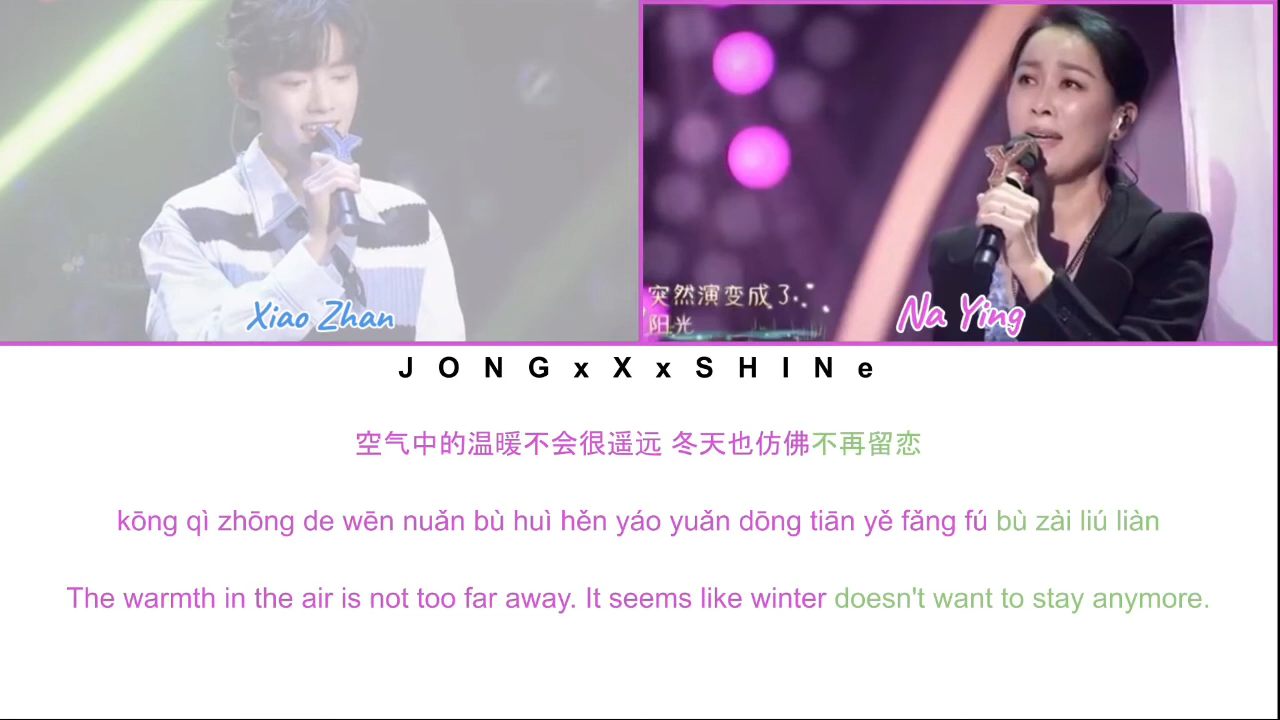 突然演变成了
阳光
Xiao Zhan
Na Ying
J O N G x X x S H I N e
空气中的温暖不会很遥远 冬天也仿佛不再留恋
kōng qì zhōng de wēn nuǎn bù huì hěn yáo yuǎn dōng tiān yě fǎng fú bù zài liú liàn
The warmth in the air is not too far away. It seems like winter doesn't want to stay anymore.